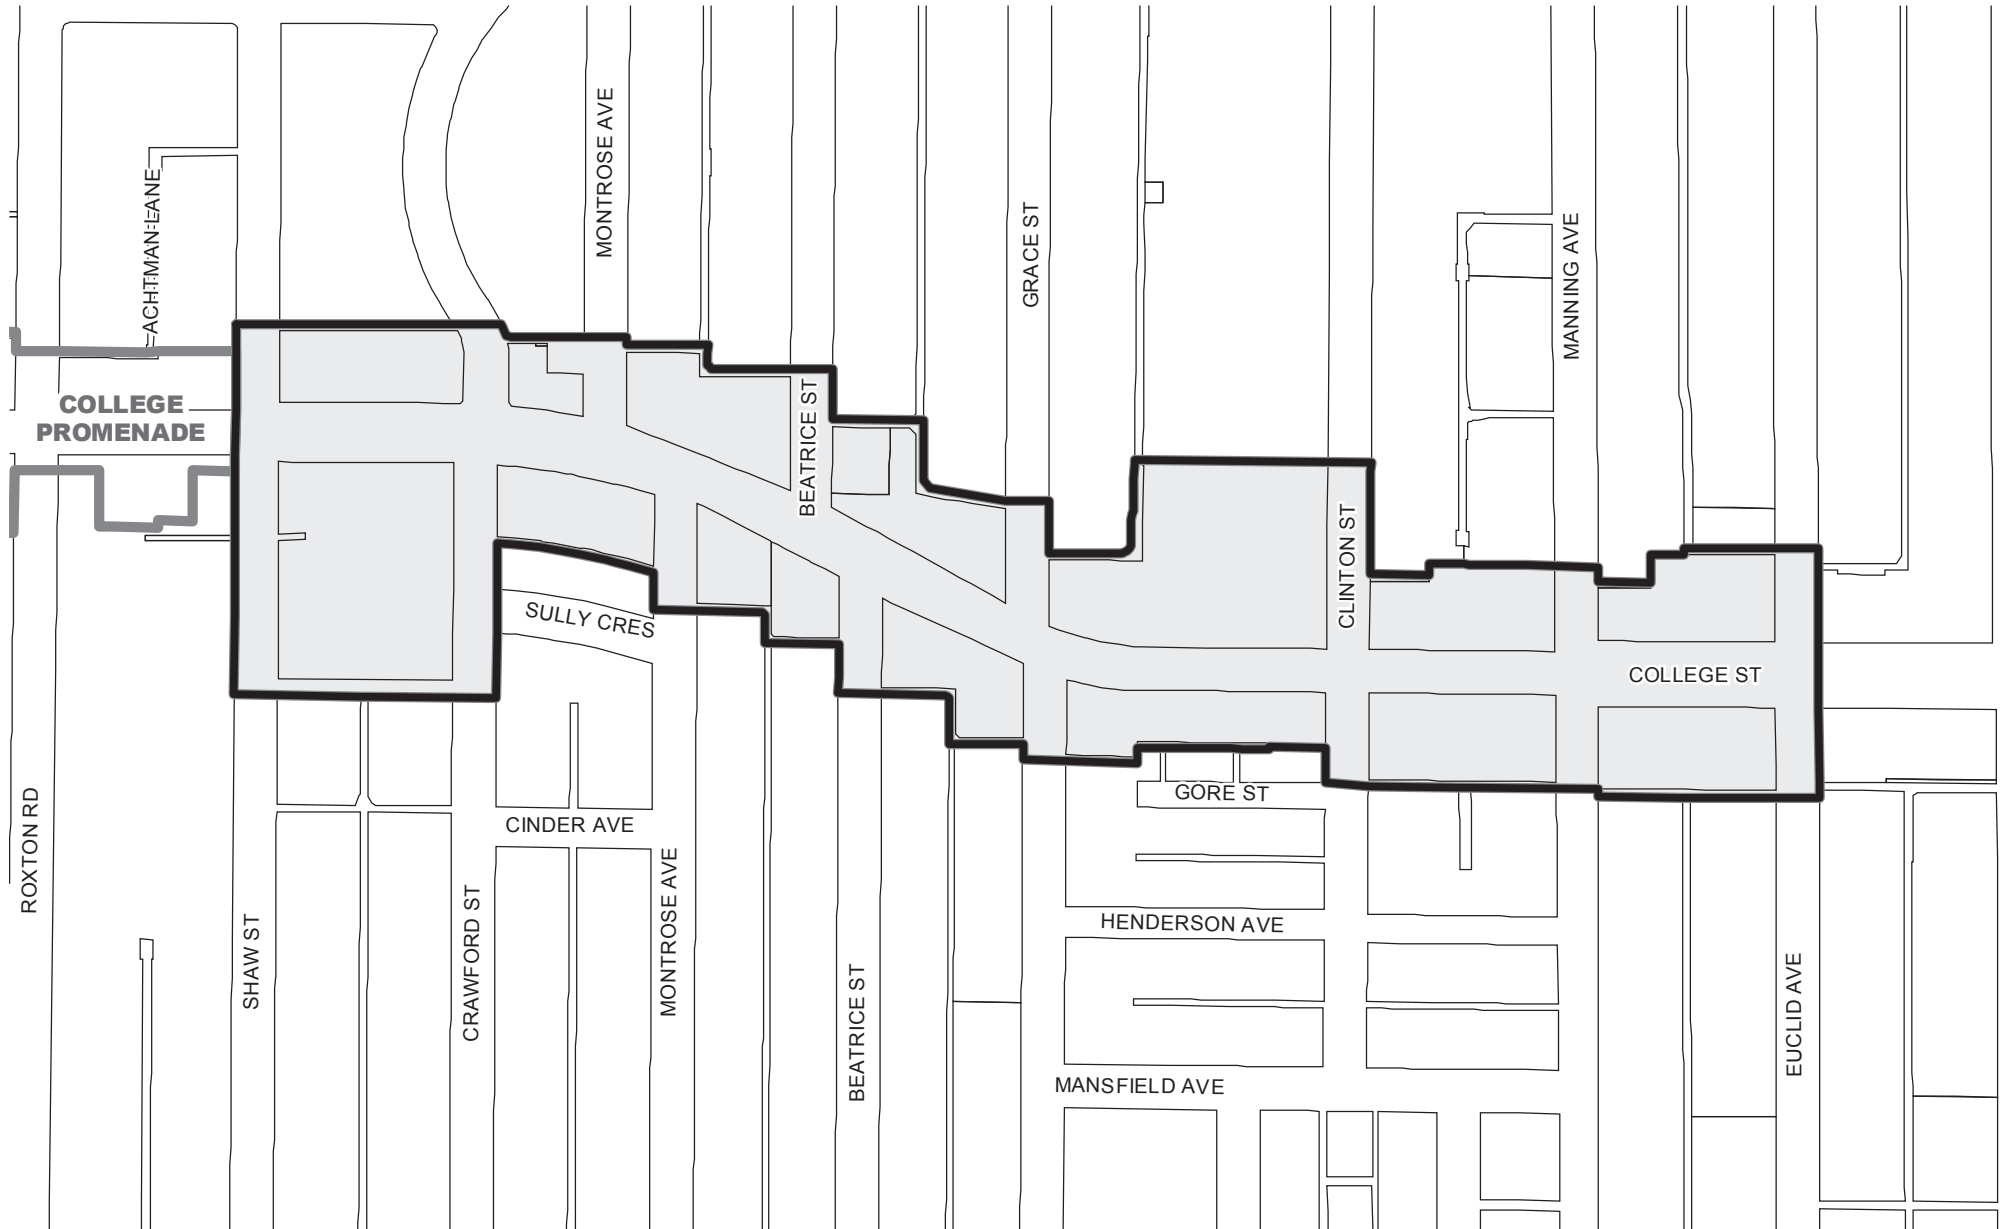 MONTROSE AVE
ACHTMAN LANE
GRACE ST
MANNING AVE
COLLEGE
PROMENADE
BEATRICE ST
CLINTON ST
SULLY CRES
COLLEGE ST
GORE ST
CINDER AVE
ROXTON RD
SHAW ST
CRAWFORD ST
MONTROSE AVE
HENDERSON AVE
BEATRICE ST
EUCLID AVE
MANSFIELD AVE